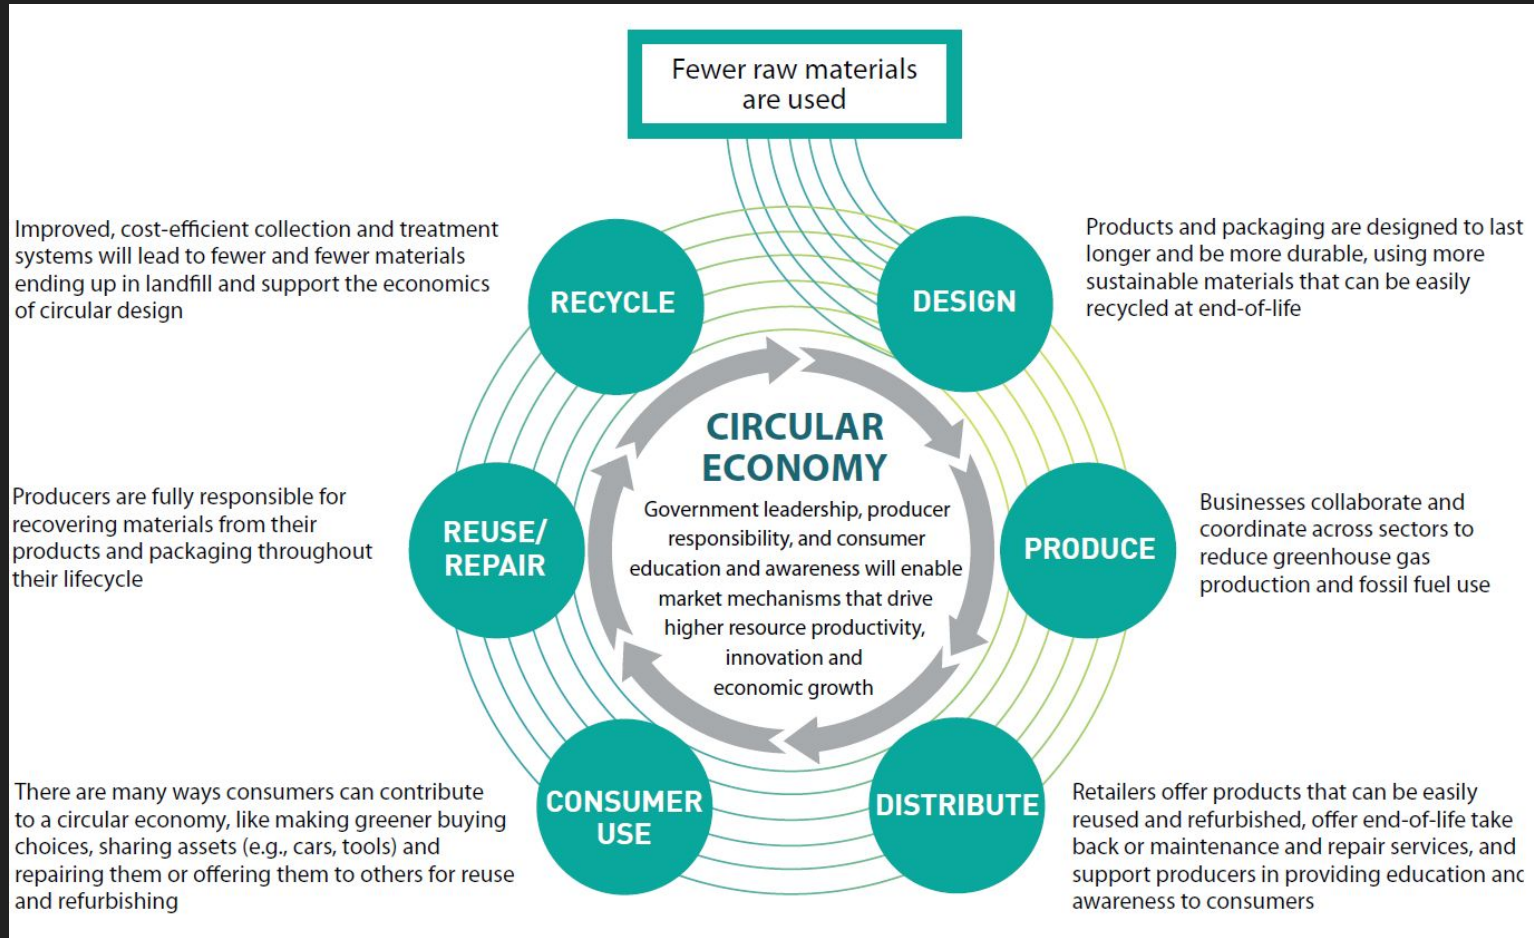 Fewer raw materials
are used
Improved, cost-efficient collection and treatment
systems will lead to fewer and fewer materials
ending up in landfill and support the economics
of circular design
RECYCLE
DESIGN
Products and packaging are designed to last
longer and be more durable, using more
sustainable materials that can be easily
recycled at end-of-life
CIRCULAR
ECONOMY
Government leadership, producer
responsibility, and consumer
education and awareness will enable
market mechanisms that drive
higher resource productivity,
innovation and
economic growth
Producers are fully responsible for
recovering materials from their
products and packaging throughout
their lifecycle
REUSE/
REPAIR
PRODUCE
Businesses collaborate and
coordinate across sectors to
reduce greenhouse gas
production and fossil fuel use
There are many ways consumers can contribute
to a circular economy, like making greener buying
choices, sharing assets (e.g., cars, tools) and
repairing them or offering them to others for reuse
and refurbishing
CONSUMER
USE
DISTRIBUTE
Retailers offer products that can be easily
reused and refurbished, offer end-of-life take
back or maintenance and repair services, and
support producers in providing education and
awareness to consumers